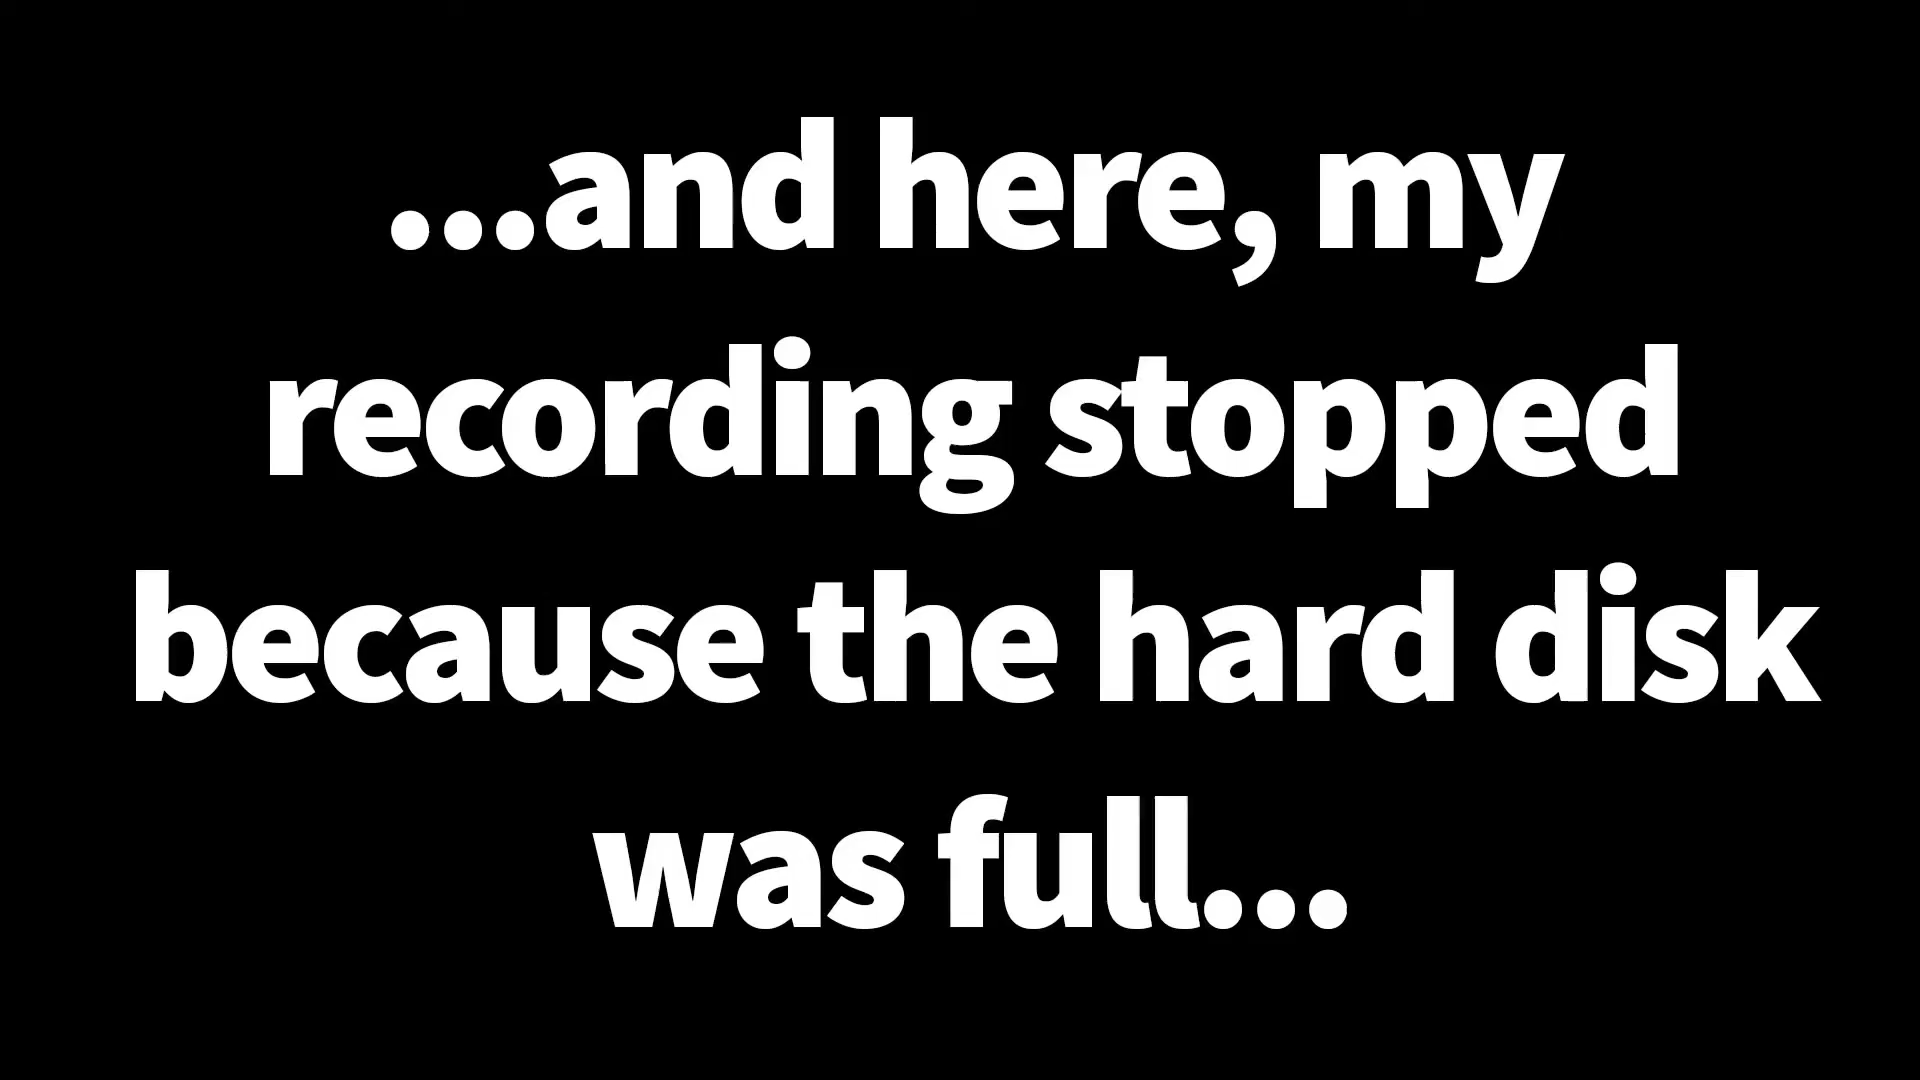 ...and here, my
recording stopped
because the hard disk
was full...